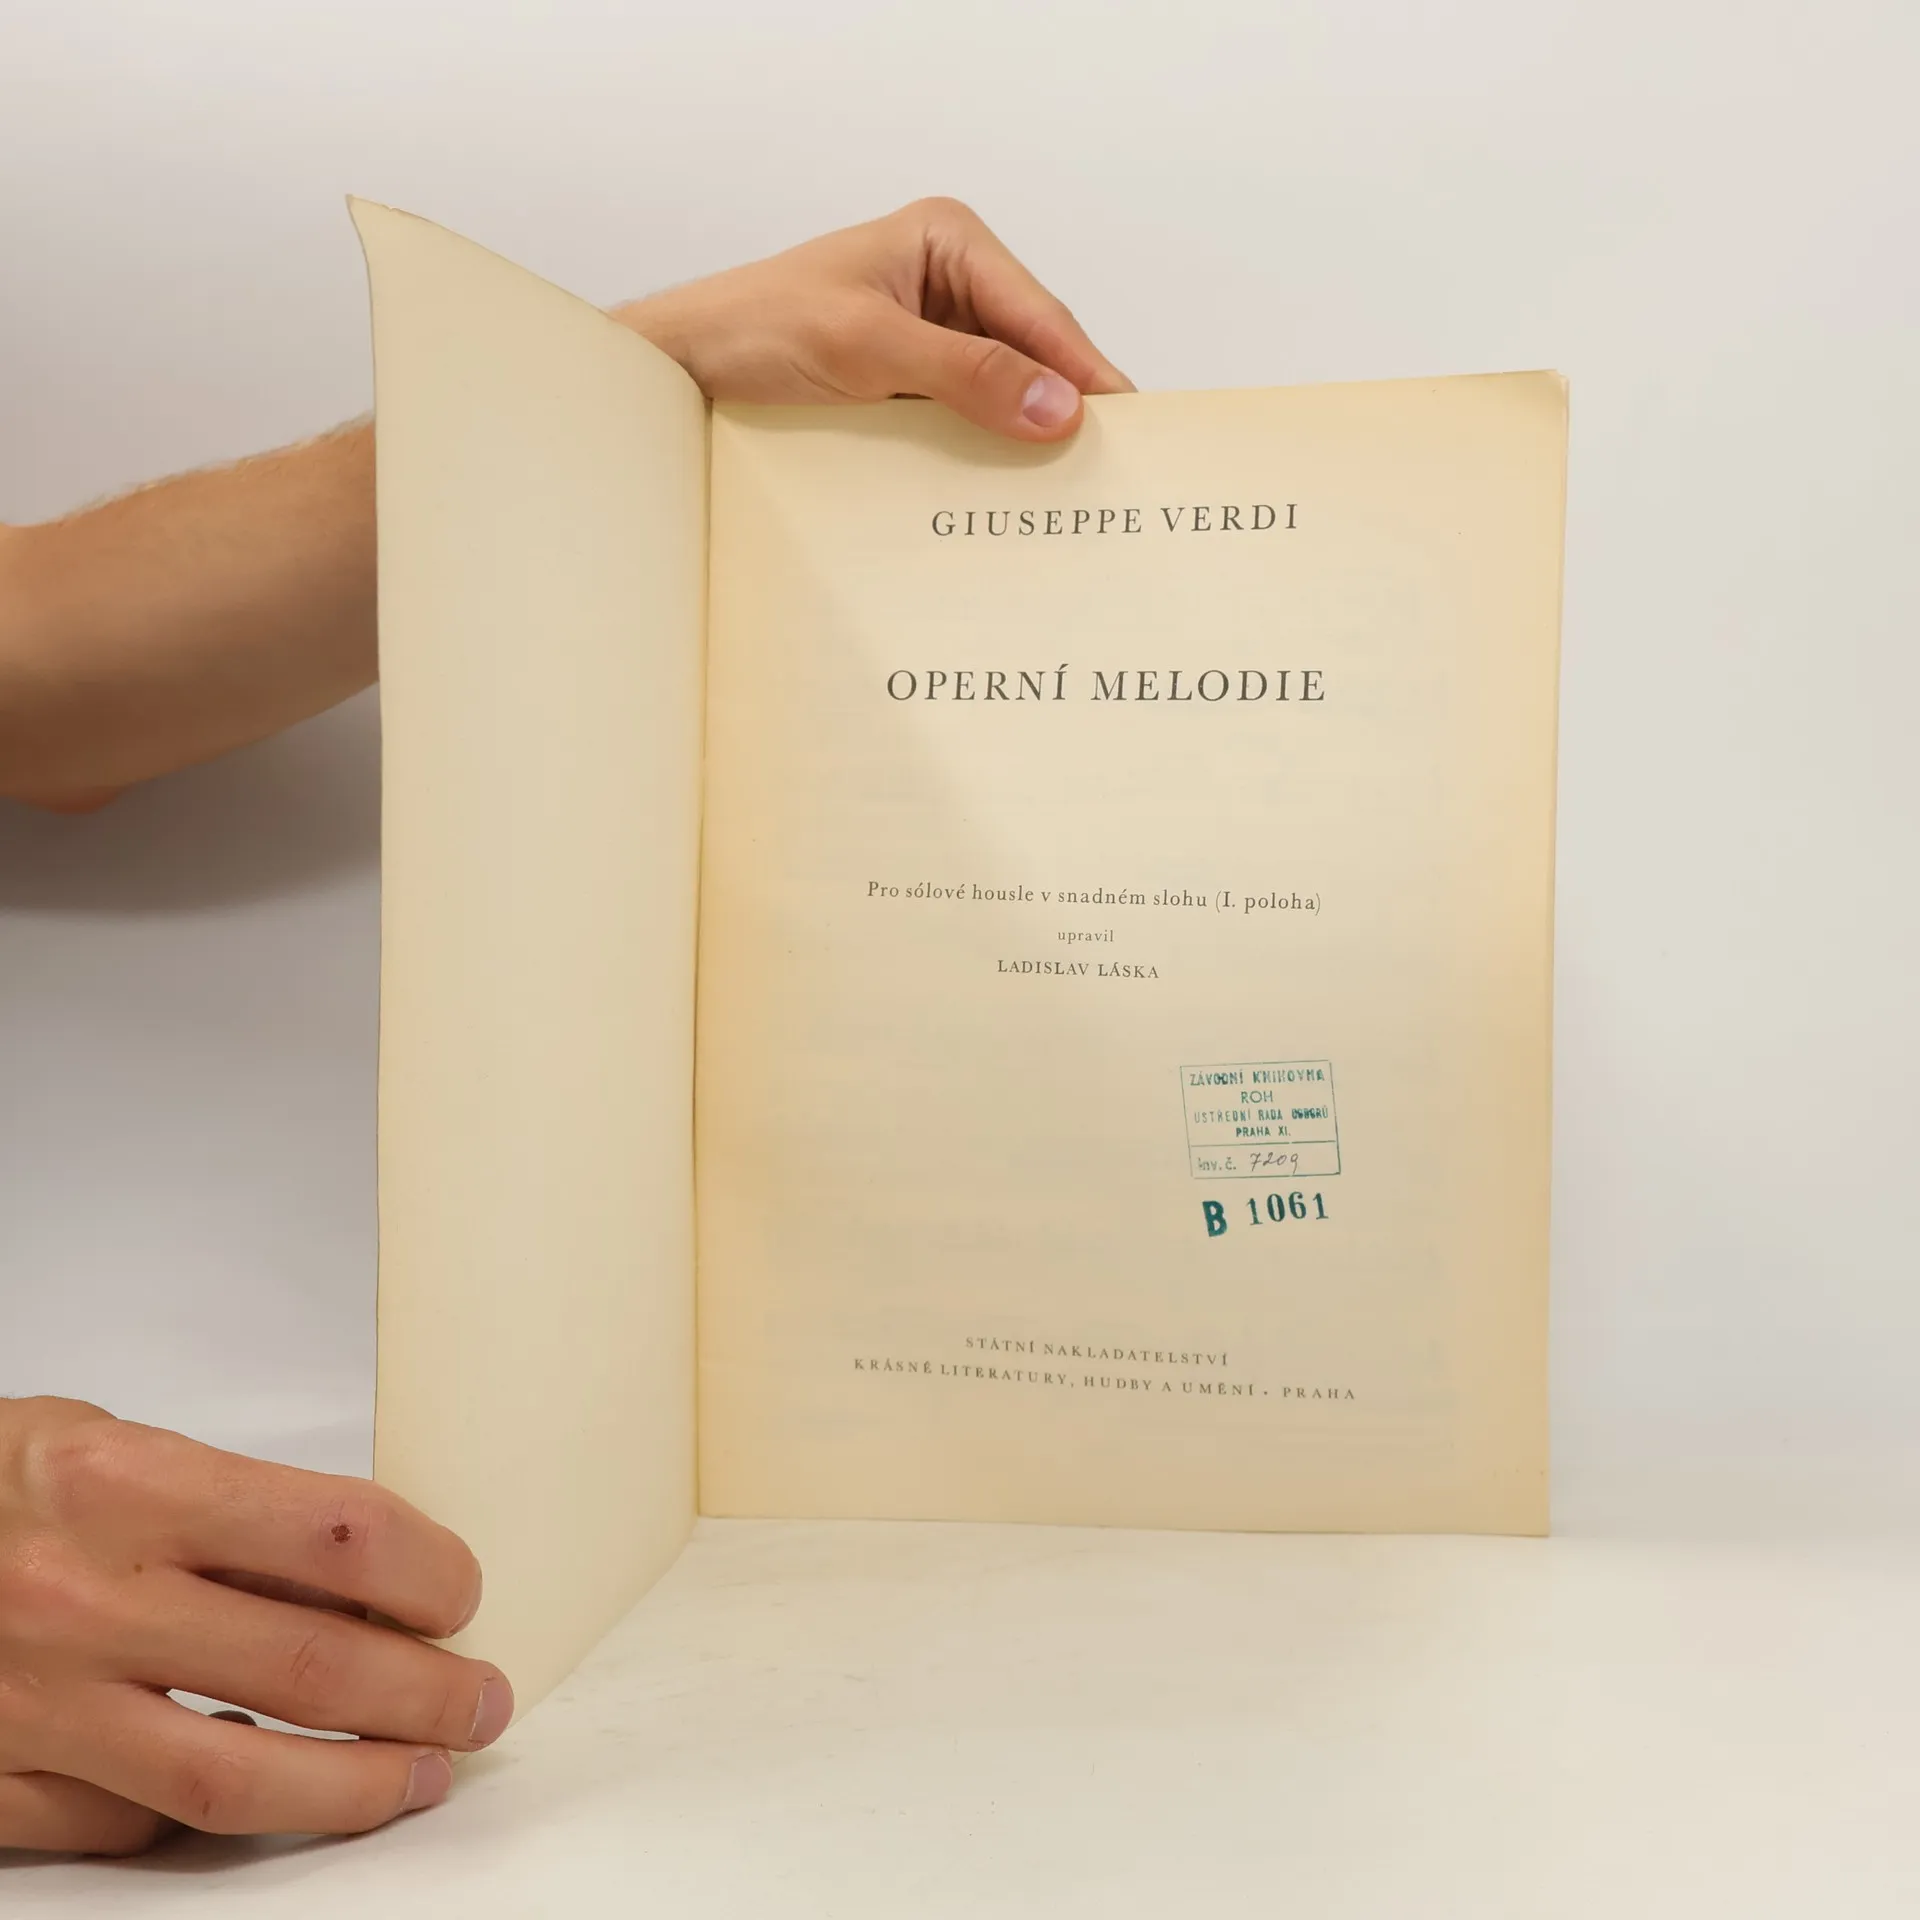 GIUSEPPE VERDI
OPERNÍ MELODIE
Pro sólové housle v snadném slohu (I. poloha)
upravil
LADISLAV LÁSKA
ZÁVODNÍ KNIHOVNA
ROH
ÚSTŘEDNÍ RADA ODBORŮ
PRAHA XI.
inv. č. 7209
B 1061
STÁTNÍ NAKLADATELSTVÍ
KRÁSNÉ LITERATURY, HUDBY A UMĚNÍ • PRAHA